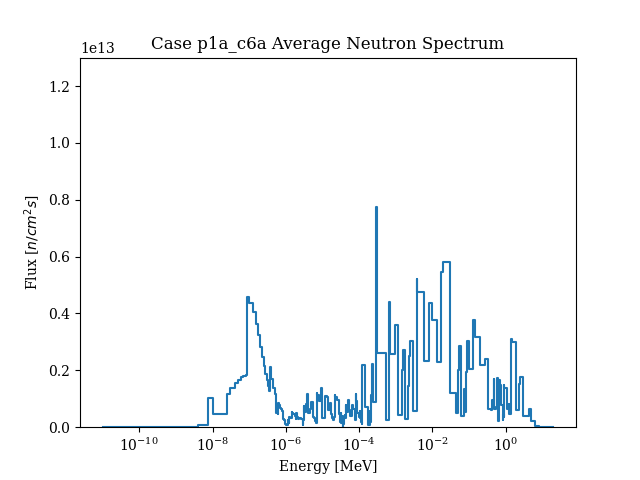 Case p1a_c6a Average Neutron Spectrum
1e13
1.2
1.0
0.8
0.6
0.4
0.2
0.0
Flux [n/cm²s]
10⁻¹⁰ 10⁻⁸ 10⁻⁶ 10⁻⁴ 10⁻² 10⁰
Energy [MeV]